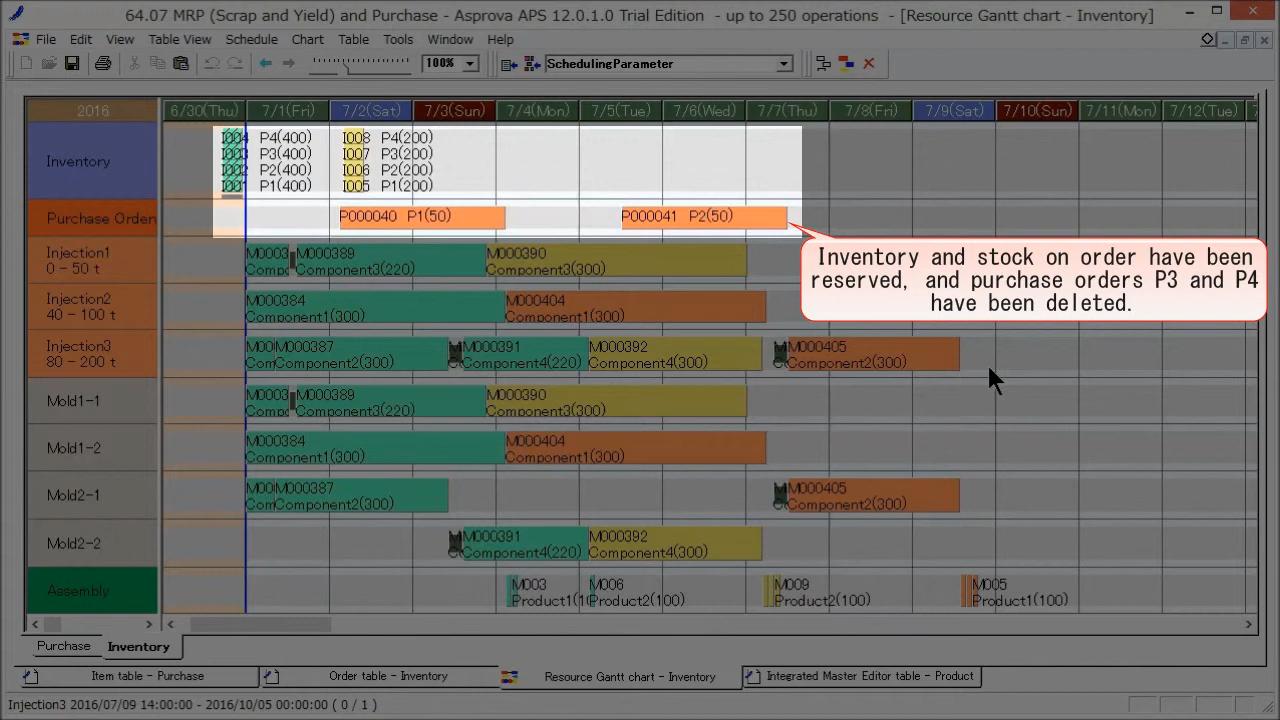 64.07 MRP (Scrap and Yield) and Purchase - Asprova APS 12.0.1.0 Trial Edition - up to 250 operations - [Resource Gantt chart - Inventory]
File Edit View Table View Schedule Chart Table Tools Window Help
100% SchedulingParameter
2016 6/30(Thu) 7/1(Fri) 7/2(Sat) 7/3(Sun) 7/4(Mon) 7/5(Tue) 7/6(Wed) 7/7(Thu) 7/8(Fri) 7/9(Sat) 7/10(Sun) 7/11(Mon) 7/12(Tue)
I004 P4(400) I008 P4(200)
I003 P3(400) I007 P3(200)
Inventory
I002 P2(400) I006 P2(200)
I001 P1(400) I005 P1(200)
Purchase Orden P000040 P1(50) P000041 P2(50)
Inventory and stock on order have been
reserved, and purchase orders P3 and P4
have been deleted.
Injection1 M0003 M000389 M000390
0 - 50 t Compo Component3(220) Component3(300)
Injection2 M000384 M000404
40 - 100 t Component1(300) Component1(300)
Injection3 M00 M000387 M000391 M000392 M000405
80 - 200 t Com Component2(300) Component4(220) Component4(300) Component2(300)
Mold1-1 M0003 M000389 M000390
Compo Component3(220) Component3(300)
Mold1-2 M000384 M000404
Component1(300) Component1(300)
Mold2-1 M00 M000387 M000405
Com Component2(300) Component2(300)
Mold2-2 M000391 M000392
Component4(220) Component4(300)
Assembly M003 M006 M009 M005
Product1(10 Product2(100) Product2(100) Product1(100)
Purchase Inventory
Item table - Purchase Order table - Inventory Resource Gantt chart - Inventory Integrated Master Editor table - Product
Injection3 2016/07/09 14:00:00 - 2016/10/05 00:00:00 ( 0 / 1 )